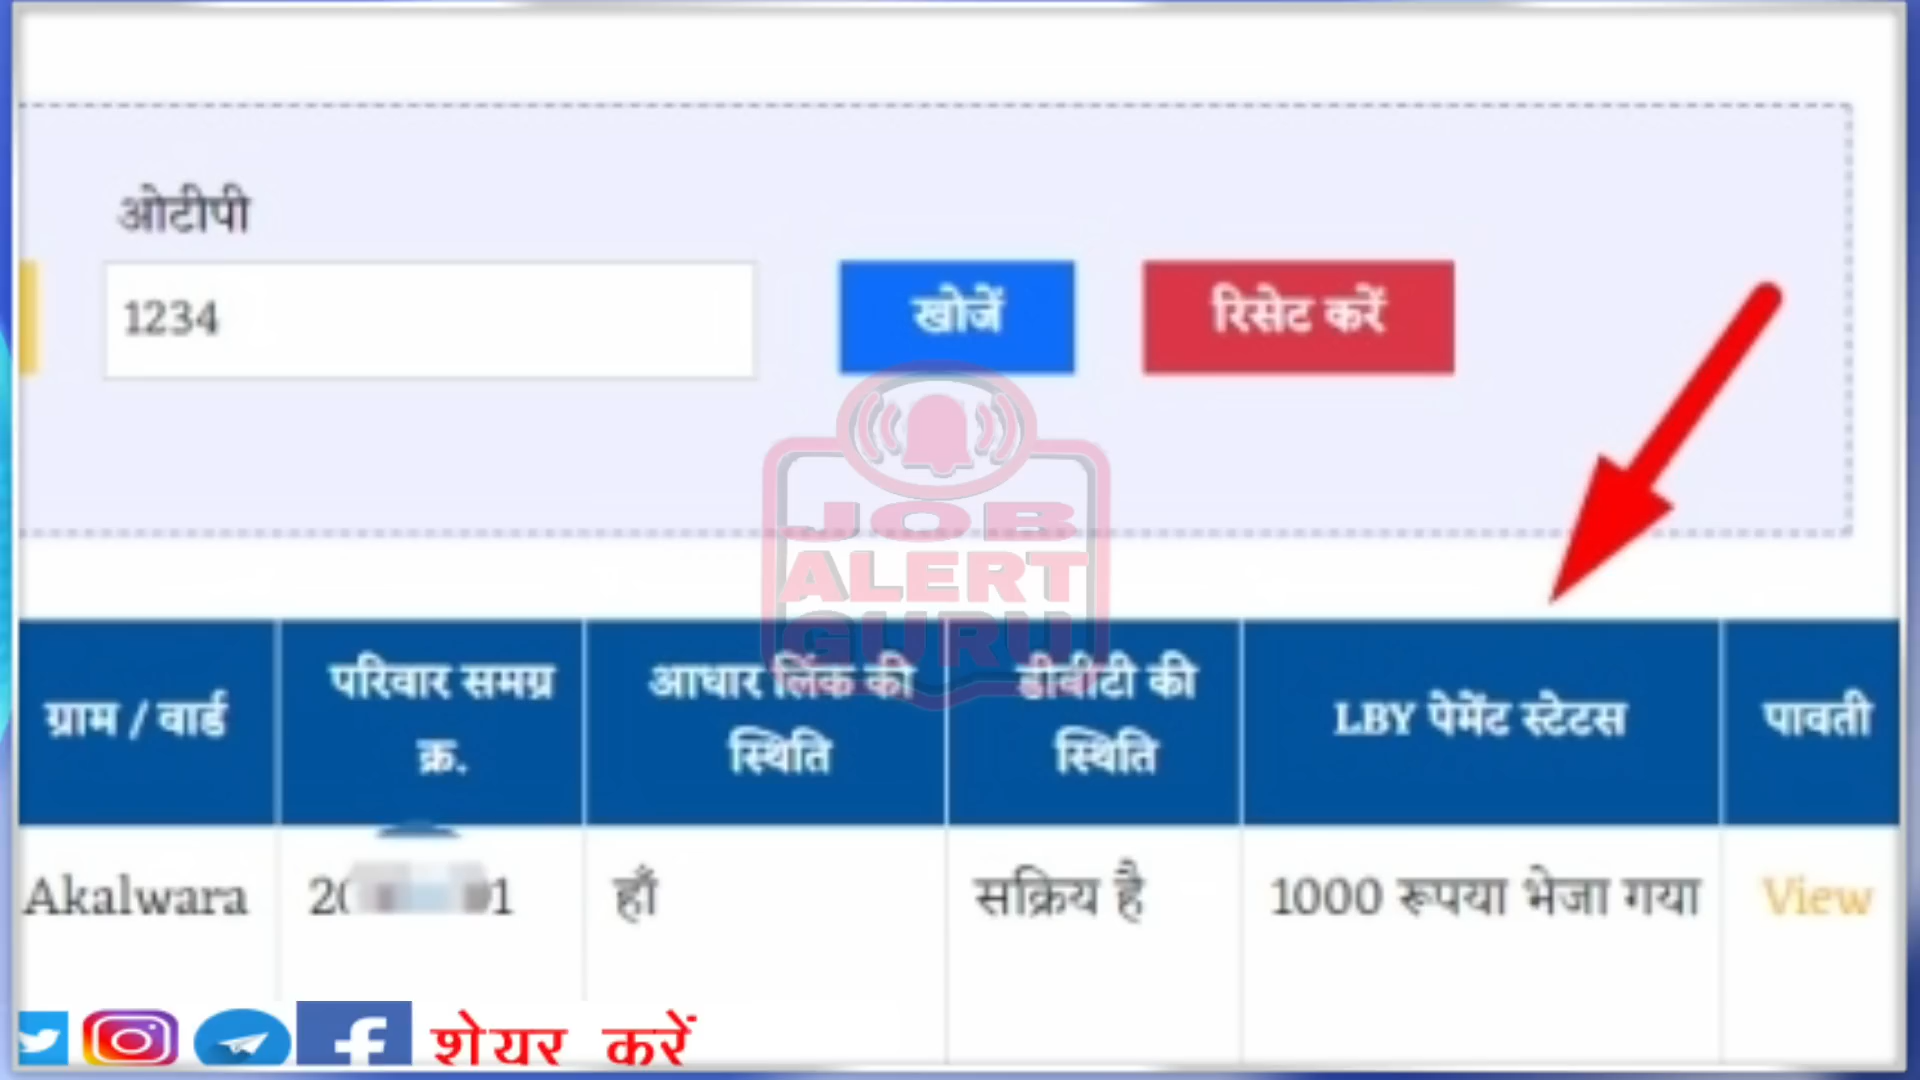 ओटीपी
1234
खोजें
रिसेट करें
JOB
ALERT
GURU
ग्राम / वार्ड
परिवार समग्र
क्र.
आधार लिंक की
स्थिति
डीबीटी की
स्थिति
LBY पेमेंट स्टेटस
पावती
Akalwara
हाँ
सक्रिय है
1000 रूपया भेजा गया
View
शेयर करें